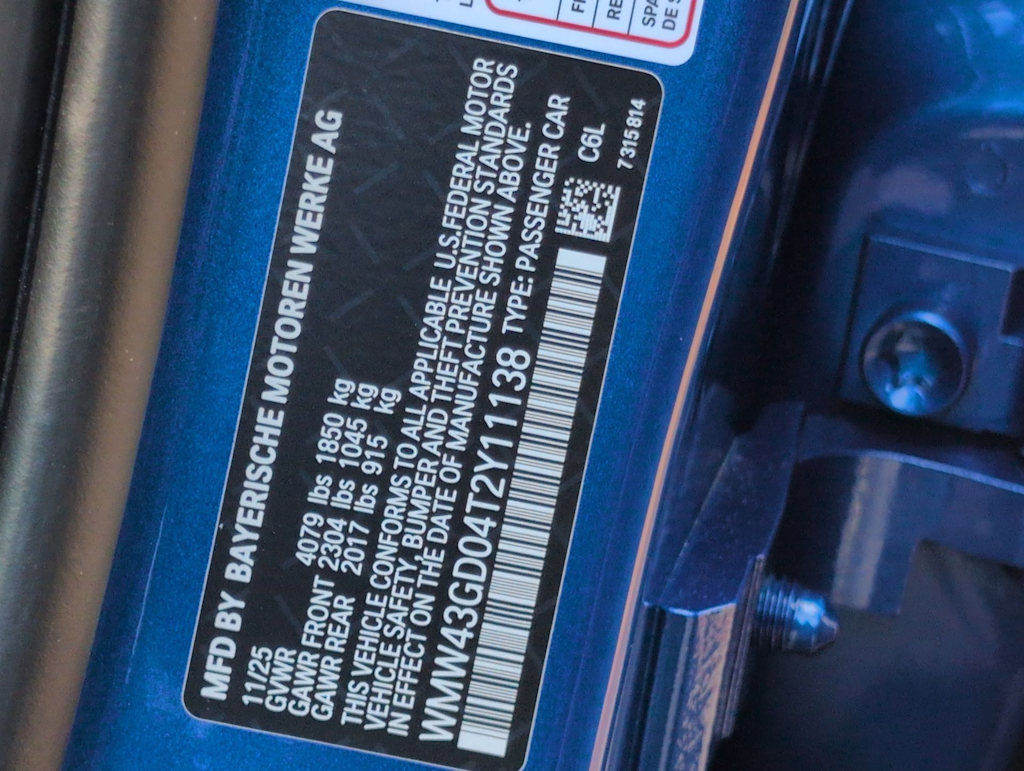 MFD BY BAYERISCHE MOTOREN WERKE AG
11/25
GVWR 4079 lbs 1850 kg
GAWR FRONT 2304 lbs 1045 kg
GAWR REAR 2017 lbs 915 kg
THIS VEHICLE CONFORMS TO ALL APPLICABLE U.S.FEDERAL MOTOR
VEHICLE SAFETY, BUMPER AND THEFT PREVENTION STANDARDS
IN EFFECT ON THE DATE OF MANUFACTURE SHOWN ABOVE.
WMW43GD04T2Y11138 TYPE: PASSENGER CAR
C6L
7 315 814
RE
SPA
DE S